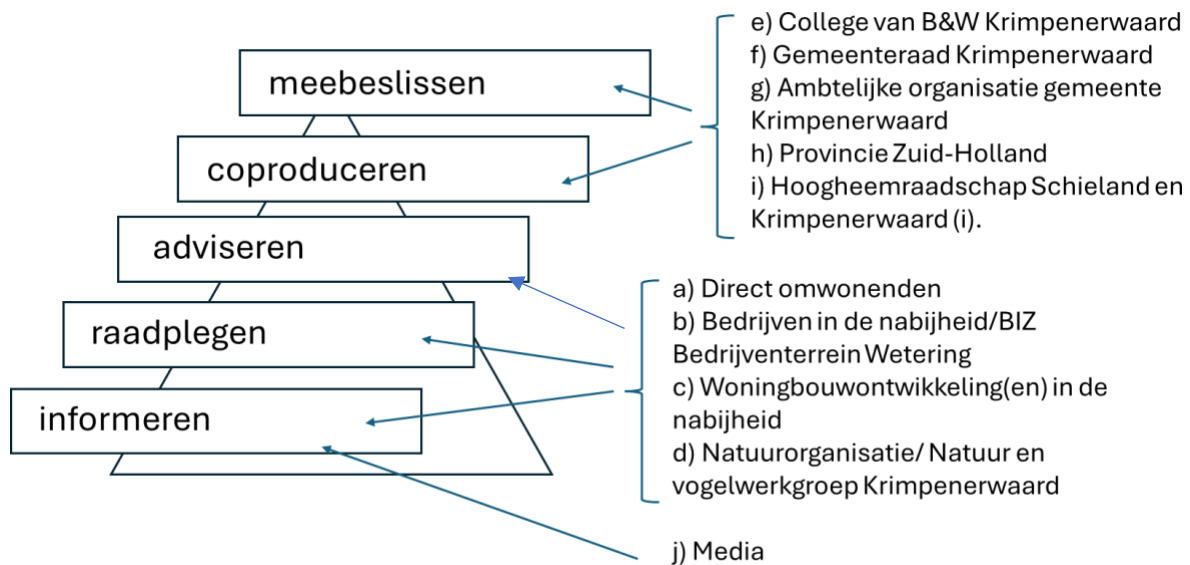 meebeslissen
coproduceren
adviseren
raadplegen
informeren
e) College van B&W Krimpenerwaard
f) Gemeenteraad Krimpenerwaard
g) Ambtelijke organisatie gemeente
Krimpenerwaard
h) Provincie Zuid-Holland
i) Hoogheemraadschap Schieland en
Krimpenerwaard (i).
a) Direct omwonenden
b) Bedrijven in de nabijheid/BIZ
Bedrijventerrein Wetering
c) Woningbouwontwikkeling(en) in de
nabijheid
d) Natuurorganisatie/ Natuur en
vogelwerkgroep Krimpenerwaard
j) Media